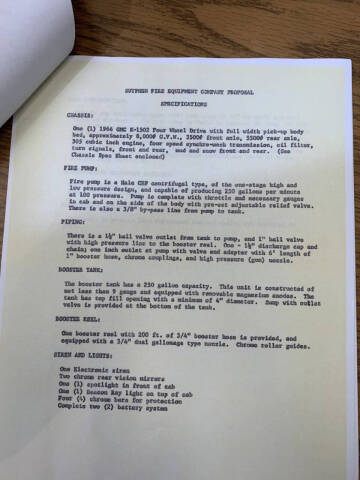 SUTPHEN FIRE EQUIPMENT COMPANY PROPOSAL
SPECIFICATIONS
CHASSIS:
One (1) 1966 GMC K-1502 Four Wheel Drive with full width pick-up body
bed, approximately 8,000# G.V.W., 3500# front axle, 5500# rear axle,
305 cubic inch engine, four speed synchro-mesh transmission, oil filter,
turn signals, front and rear, mud and snow front and rear. (See
Chassis Spec Sheet enclosed)
FIRE PUMP:
Fire pump is a Hale centrifugal type, of the one-stage high and
low pressure design, and capable of producing 250 gallons per minute
at 100 pressure. Pump is complete with throttle and necessary gauges
in cab and on the side of the body with pre-set adjustable relief valve.
There is also a 3/8" by-pass line from pump to tank.
PIPING:
There is a 1½" ball valve outlet from tank to pump, and 1" ball valve
with high pressure line to the booster reel. One - 1½" discharge cap and
chain; one inch outlet at pump with valve and adapter with 6' length of
1" booster hose, chrome couplings, and high pressure (gun) nozzle.
BOOSTER TANK:
The booster tank has a 250 gallon capacity. This unit is constructed of
not less than 9 gauge and equipped with removable magnesium anodes. The
tank has top fill opening with a minimum of 4" diameter. Sump with outlet
valve is provided at the bottom of the tank.
BOOSTER REEL:
One booster reel with 200 ft. of 3/4" booster hose is provided, and
equipped with a 3/4" dual gallonage type nozzle. Chrome roller guides.
SIREN AND LIGHTS:
One Electronic siren
Two chrome rear vision mirrors
One (1) spotlight in front of cab
One (1) Beacon Ray light on top of cab
Four (4) chrome bars for protection
Complete two (2) battery system